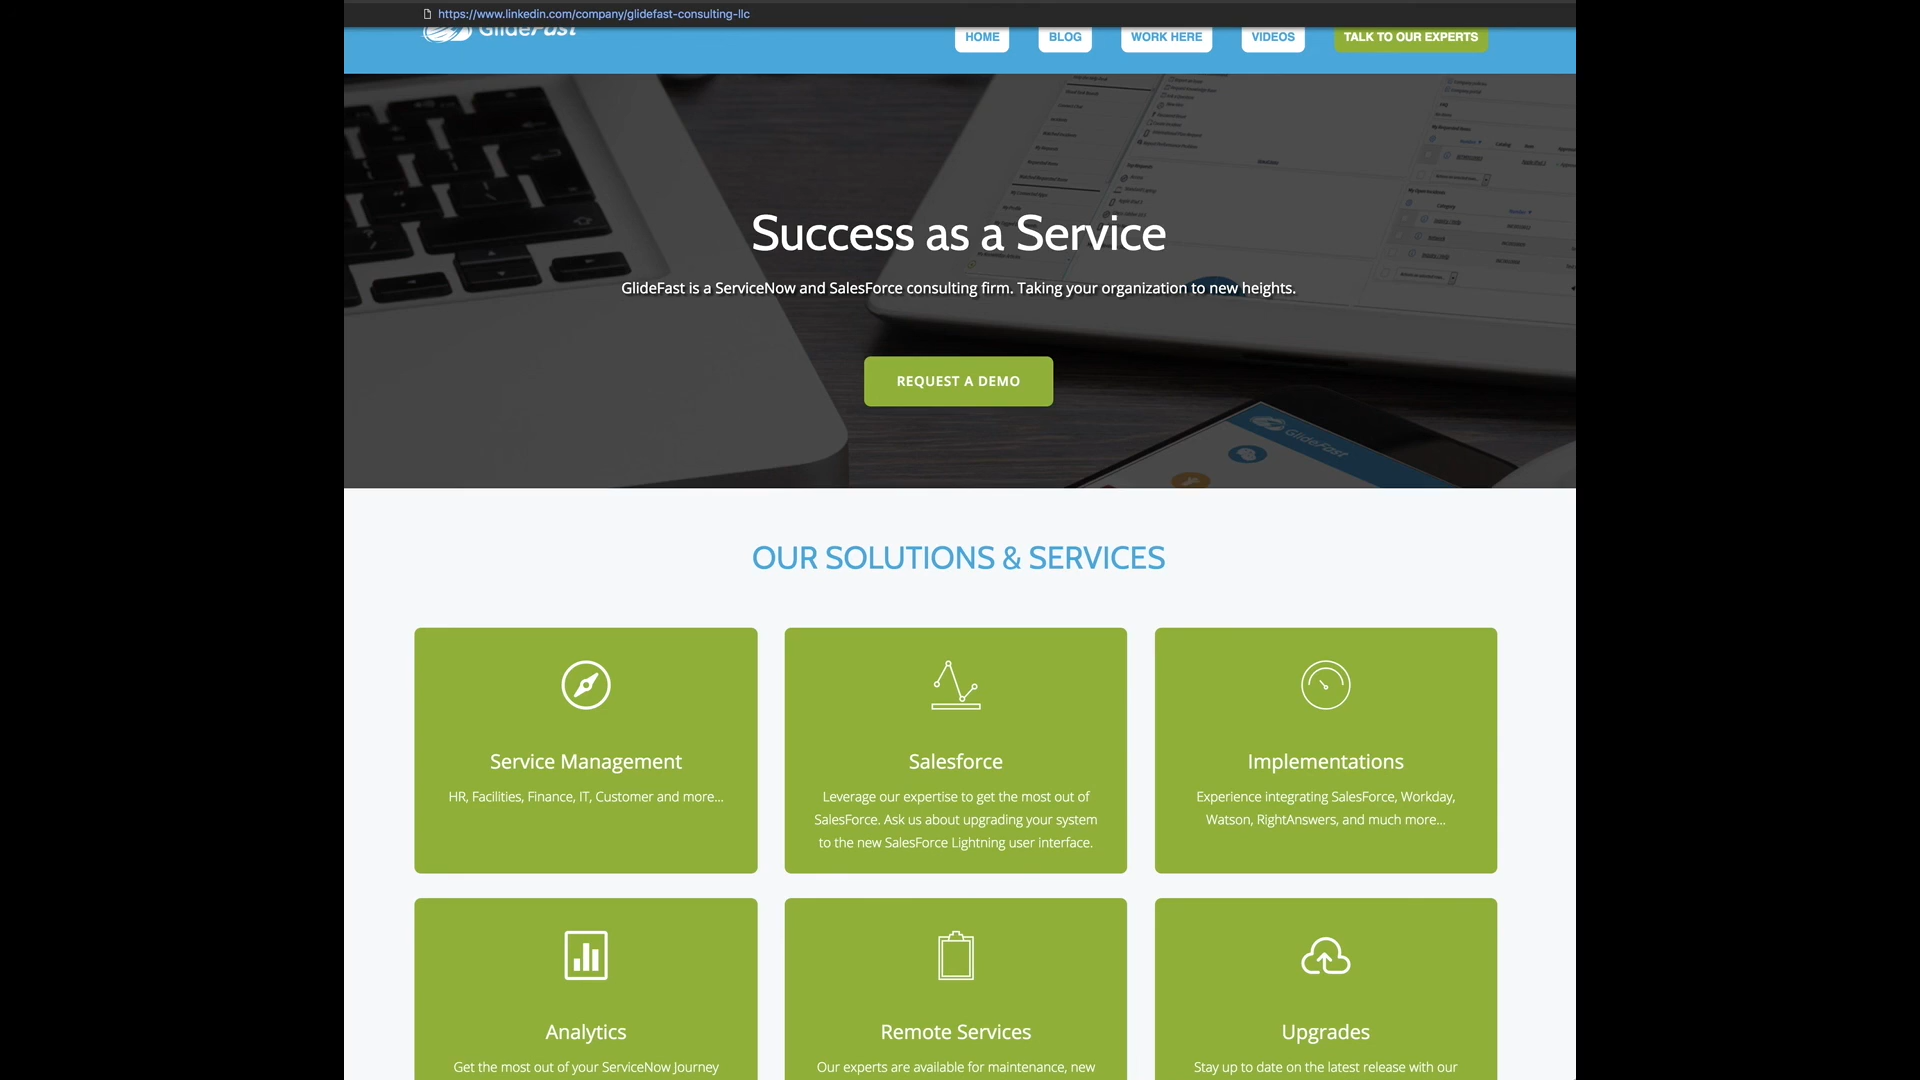 https://www.linkedin.com/company/glidefast-consulting-llc
GlideFast
HOME
BLOG
WORK HERE
VIDEOS
TALK TO OUR EXPERTS
Success as a Service
GlideFast is a ServiceNow and SalesForce consulting firm. Taking your organization to new heights.
REQUEST A DEMO
GlideFast
OUR SOLUTIONS & SERVICES
Service Management
HR, Facilities, Finance, IT, Customer and more...
Salesforce
Leverage our expertise to get the most out of
SalesForce. Ask us about upgrading your system
to the new SalesForce Lightning user interface.
Implementations
Experience integrating SalesForce, Workday,
Watson, RightAnswers, and much more...
Analytics
Get the most out of your ServiceNow Journey
Remote Services
Our experts are available for maintenance, new
Upgrades
Stay up to date on the latest release with our